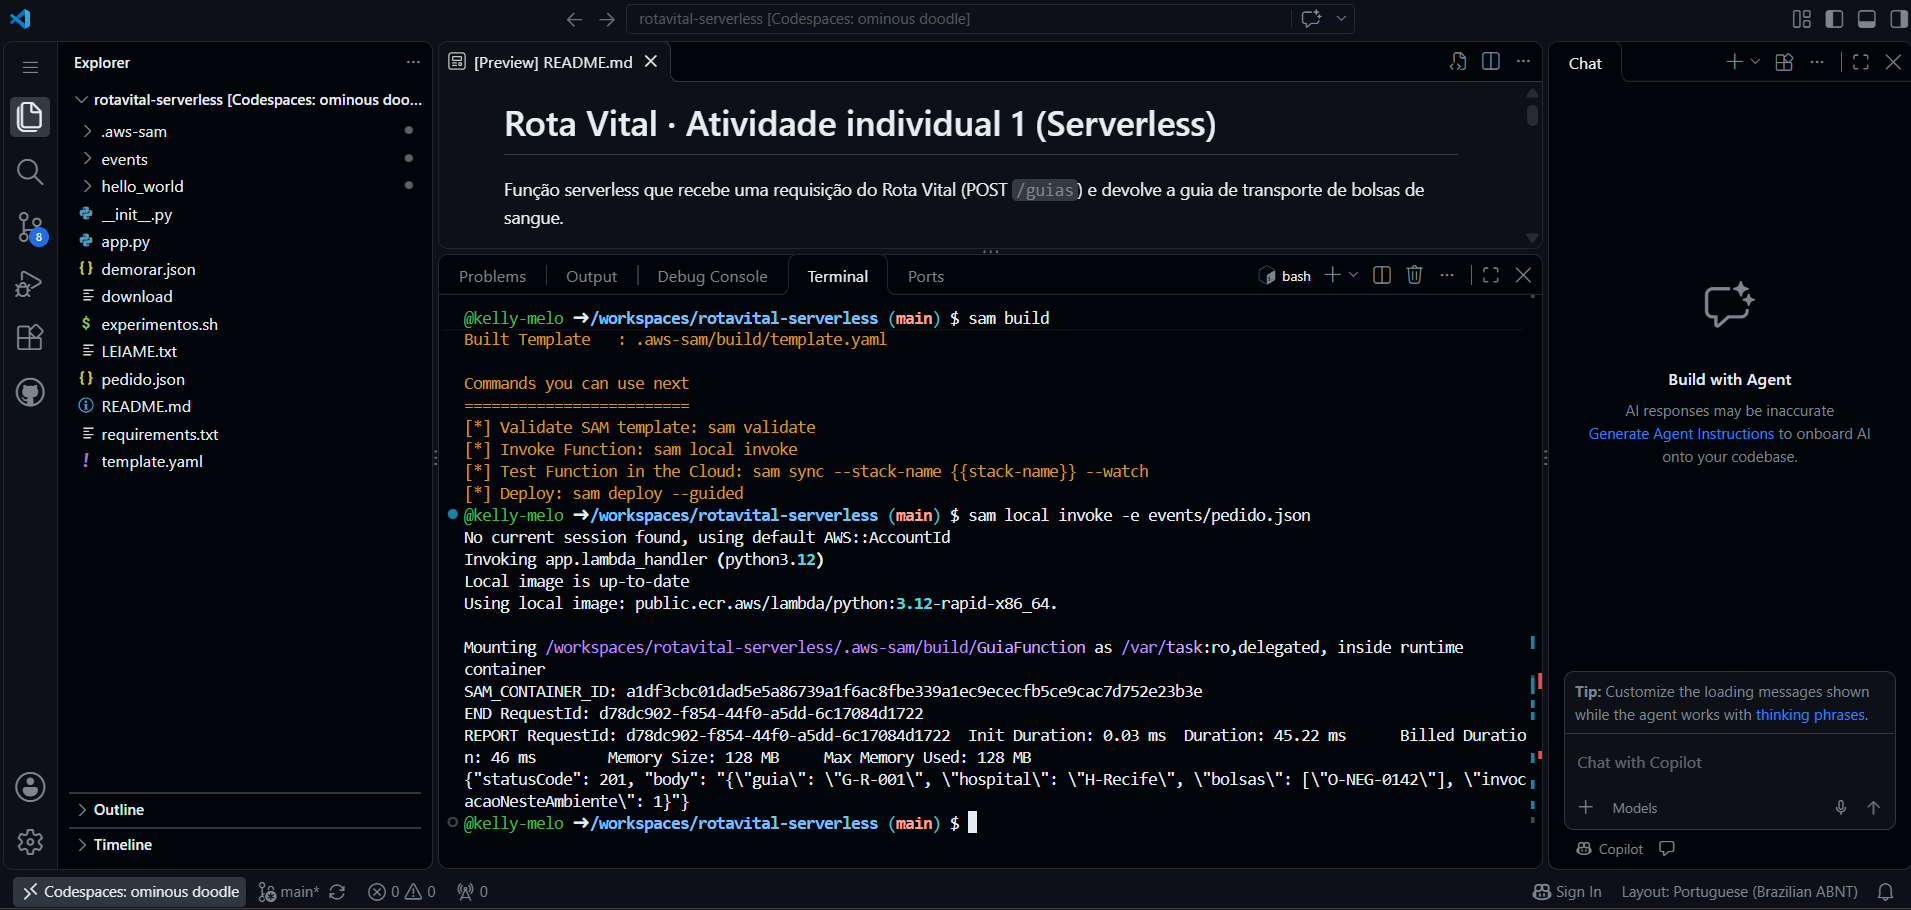 rotavital-serverless [Codespaces: ominous doodle]
Explorer
rotavital-serverless [Codespaces: ominous doo...
.aws-sam
events
hello_world
__init__.py
app.py
demorar.json
download
experimentos.sh
LEIAME.txt
pedido.json
README.md
requirements.txt
template.yaml
Outline
Timeline
8
[Preview] README.md
Rota Vital · Atividade individual 1 (Serverless)
Função serverless que recebe uma requisição do Rota Vital (POST /guias) e devolve a guia de transporte de bolsas de
sangue.
Problems
Output
Debug Console
Terminal
Ports
bash
@kelly-melo ➜/workspaces/rotavital-serverless (main) $ sam build
Built Template   : .aws-sam/build/template.yaml
Commands you can use next
=========================
[*] Validate SAM template: sam validate
[*] Invoke Function: sam local invoke
[*] Test Function in the Cloud: sam sync --stack-name {{stack-name}} --watch
[*] Deploy: sam deploy --guided
@kelly-melo ➜/workspaces/rotavital-serverless (main) $ sam local invoke -e events/pedido.json
No current session found, using default AWS::AccountId
Invoking app.lambda_handler (python3.12)
Local image is up-to-date
Using local image: public.ecr.aws/lambda/python:3.12-rapid-x86_64.
Mounting /workspaces/rotavital-serverless/.aws-sam/build/GuiaFunction as /var/task:ro,delegated, inside runtime
container
SAM_CONTAINER_ID: a1df3cbc01dad5e5a86739a1f6ac8fbe339a1ec9ececfb5ce9cac7d752e23b3e
END RequestId: d78dc902-f854-44f0-a5dd-6c17084d1722
REPORT RequestId: d78dc902-f854-44f0-a5dd-6c17084d1722  Init Duration: 0.03 ms  Duration: 45.22 ms      Billed Duratio
n: 46 ms        Memory Size: 128 MB     Max Memory Used: 128 MB
{"statusCode": 201, "body": "{\"guia\": \"G-R-001\", \"hospital\": \"H-Recife\", \"bolsas\": [\"O-NEG-0142\"], \"invoc
acaoNesteAmbiente\": 1}"}
@kelly-melo ➜/workspaces/rotavital-serverless (main) $
Chat
Build with Agent
AI responses may be inaccurate
Generate Agent Instructions to onboard AI
onto your codebase.
Tip: Customize the loading messages shown
while the agent works with thinking phrases.
Chat with Copilot
Models
Copilot
Codespaces: ominous doodle
main*
0
0
0
Sign In
Layout: Portuguese (Brazilian ABNT)